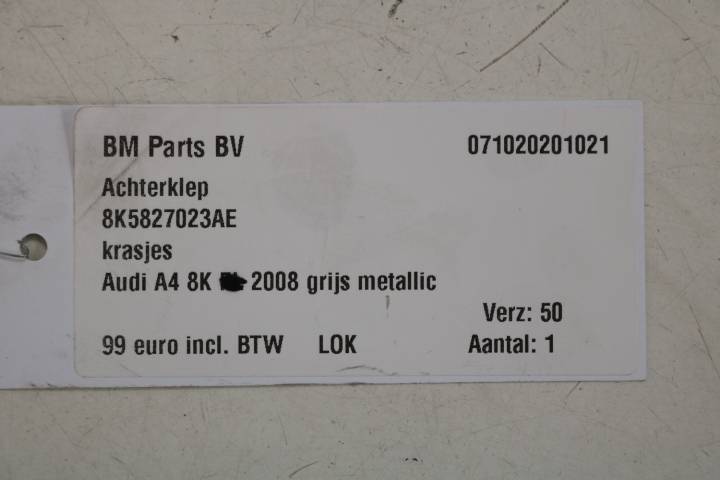 BM Parts BV 071020201021
Achterklep
8K5827023AE
krasjes
Audi A4 8K 2008 grijs metallic
Verz: 50
99 euro incl. BTW LOK Aantal: 1